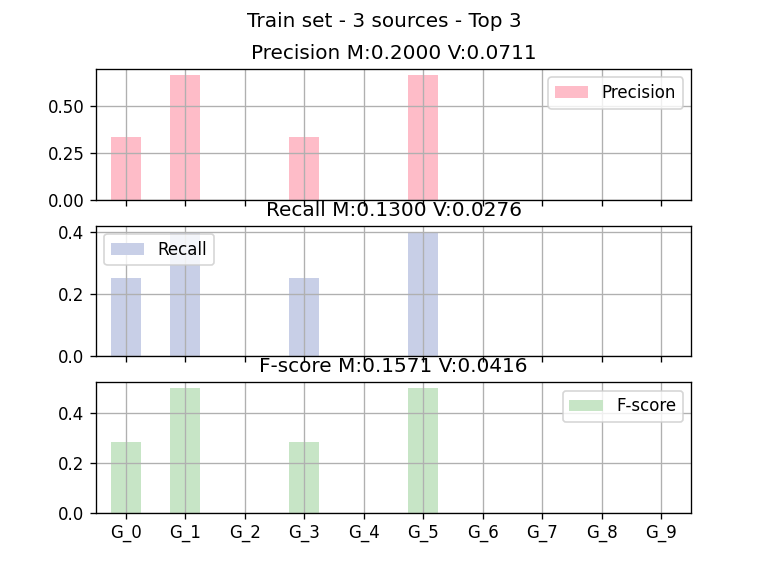 Train set - 3 sources - Top 3
Precision M:0.2000 V:0.0711
0.50
0.25
0.00
Precision
Recall M:0.1300 V:0.0276
0.4
0.2
0.0
Recall
F-score M:0.1571 V:0.0416
0.4
0.2
0.0
F-score
G_0 G_1 G_2 G_3 G_4 G_5 G_6 G_7 G_8 G_9